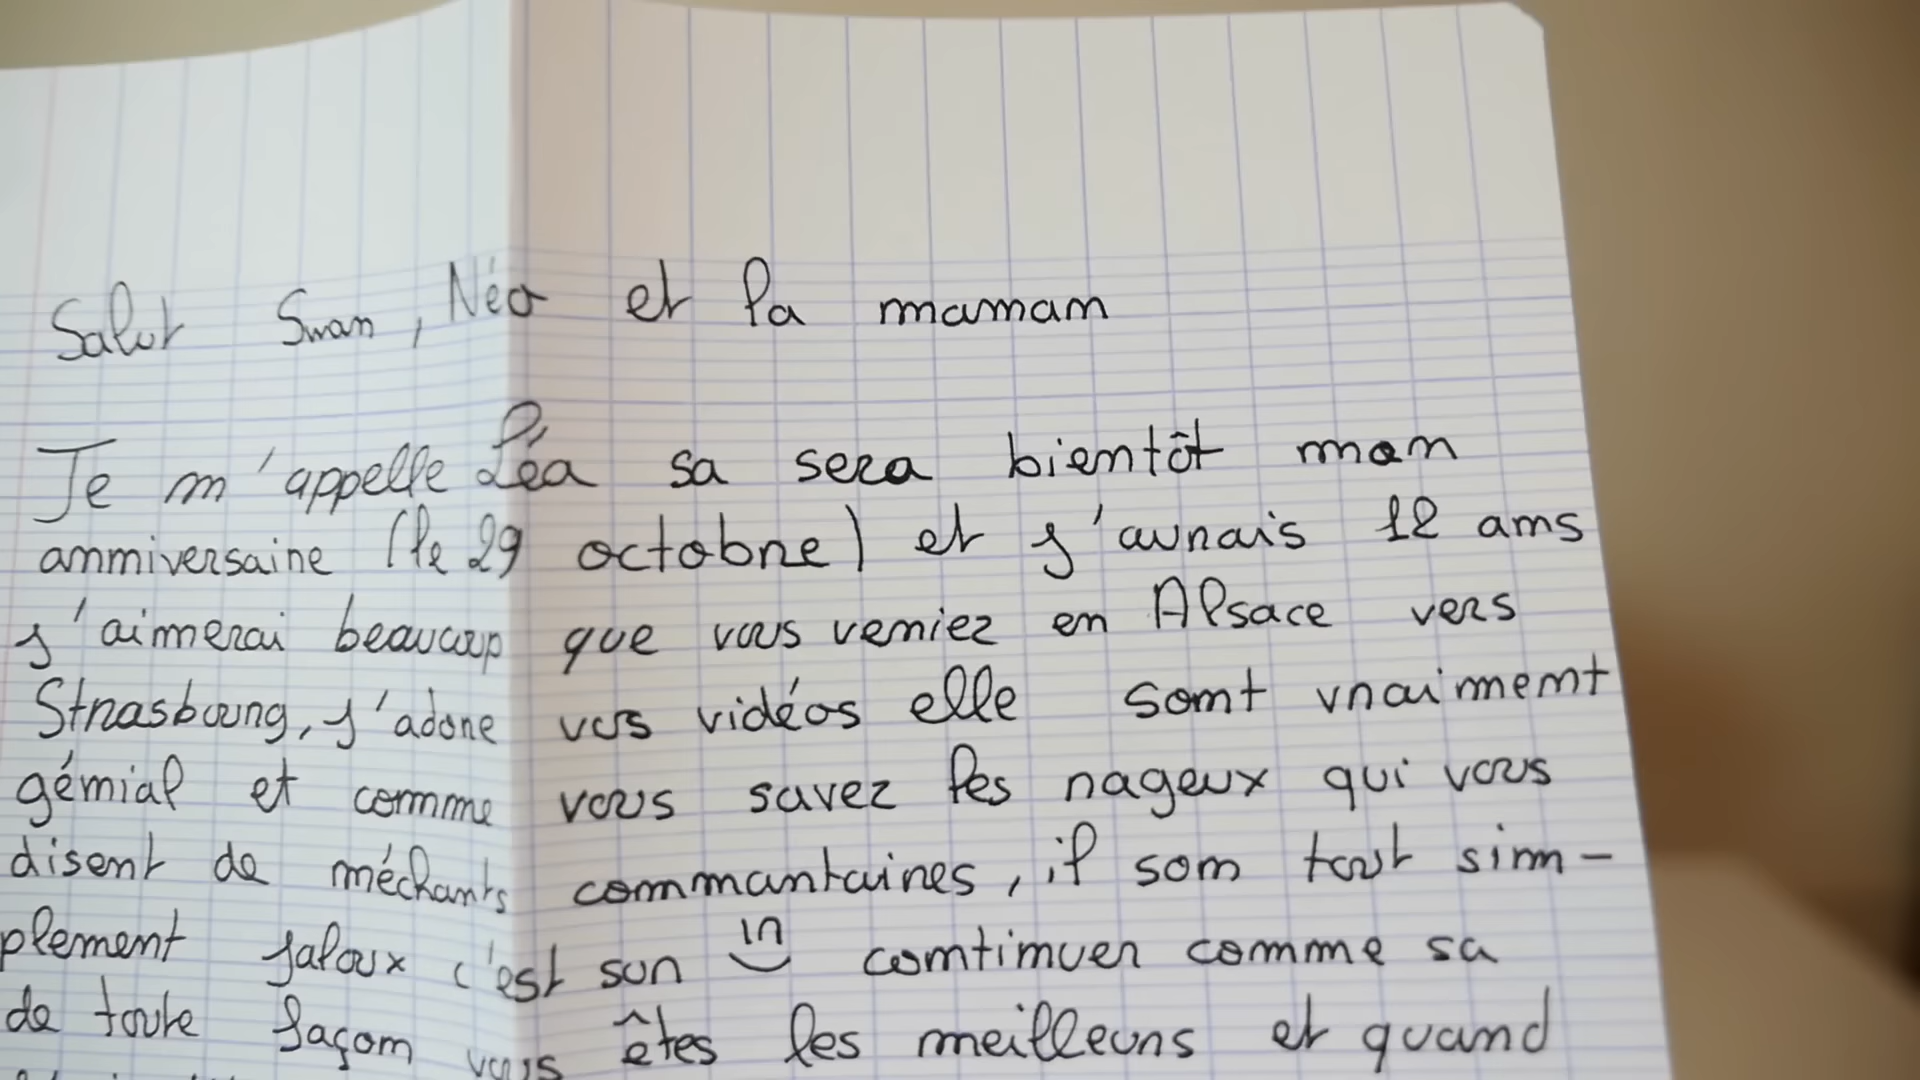 Salut Swan, Néo et la maman
Je m'appelle Léa sa sera bientôt mon
anniversaire (le 29 octobre) et j'aurais 12 ans
j'aimerai beaucoup que vous veniez en Alsace vers
Strasbourg, j'adore vos vidéos elle sont vraiment
génial et comme vous savez les rageux qui vous
disent de méchants commantaires, il son tout sim-
plement jaloux c'est sur continuer comme sa
de toute façon vous êtes les meilleurs et quand